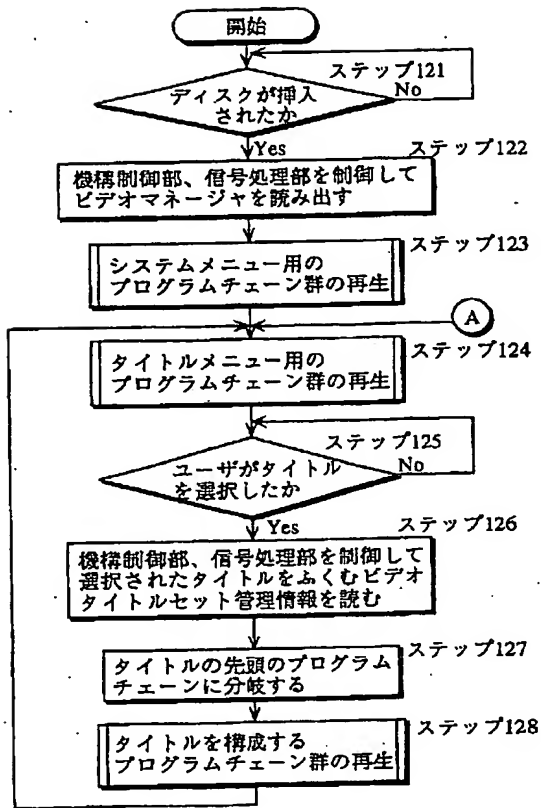 開始
ステップ121
No
ディスクが挿入
されたか
Yes
ステップ122
機構制御部、信号処理部を制御して
ビデオマネージャを読み出す
ステップ123
システムメニュー用の
プログラムチェーン群の再生
A
ステップ124
タイトルメニュー用の
プログラムチェーン群の再生
ステップ125
No
ユーザがタイトル
を選択したか
Yes
ステップ126
機構制御部、信号処理部を制御して
選択されたタイトルをふくむビデオ
タイトルセット管理情報を読む
ステップ127
タイトルの先頭のプログラム
チェーンに分岐する
ステップ128
タイトルを構成する
プログラムチェーン群の再生